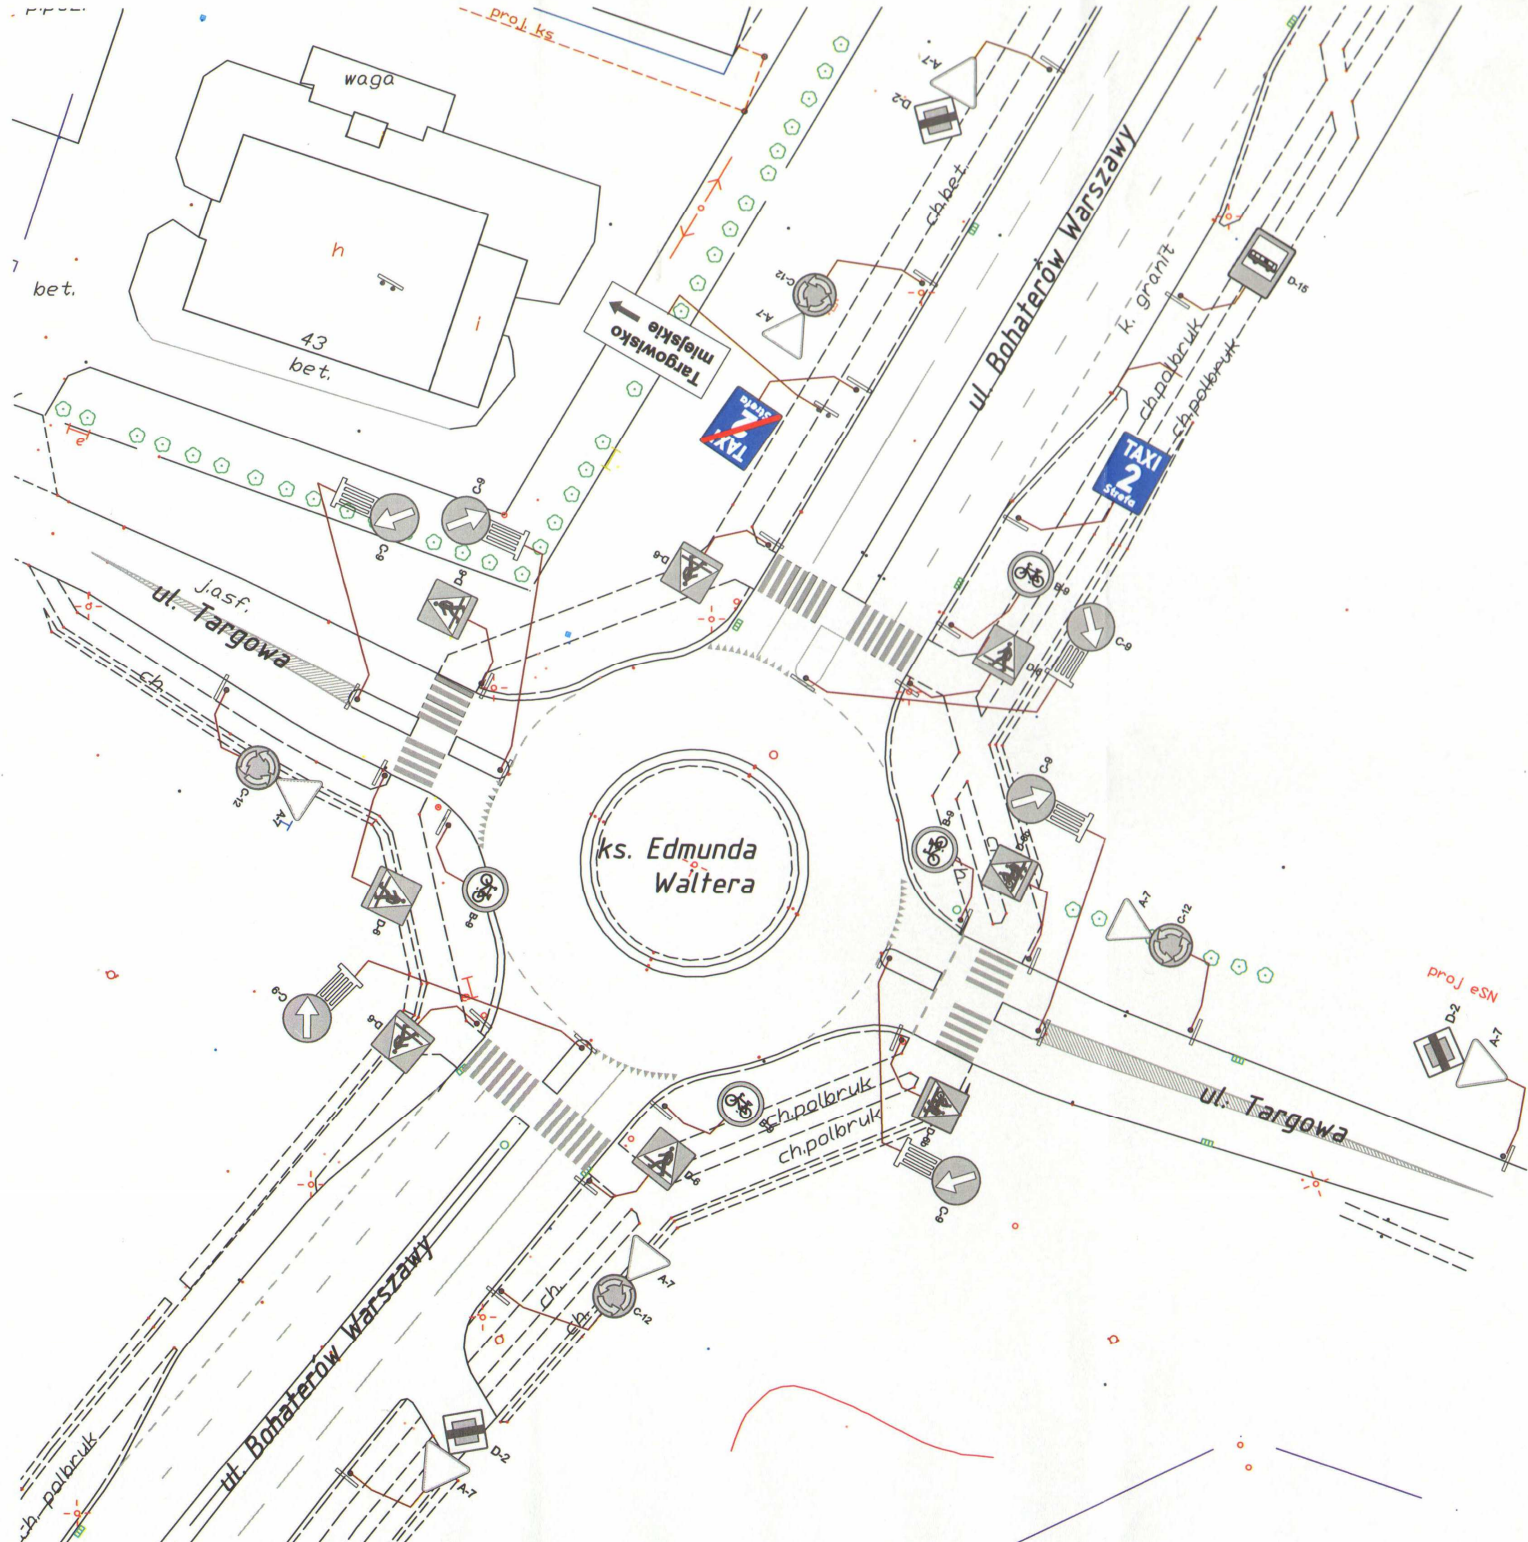 p.poż.
proj. ks
waga
A-7
D-2
h
i
43
bet.
bet.
ch.bet.
ul. Bohaterów Warszawy
k. granit
ch.polbruk
ch.polbruk
D-15
C-12
A-7
Targowisko
miejskie
TAXI
2
Strefa
TAXI
2
Strefa
e
C-9
C-9
D-6
D-6
B-9
C-9
D-6
j.asf.
ul. Targowa
ch.
C-12
A-7
ks. Edmunda
Waltera
C-9
B-9
A-7
C-12
D-6
B-9
C-9
D-6
proj eSN
D-2
A-7
ul. Targowa
ch.polbruk
ch.polbruk
B-9
D-6
D-6
C-9
A-7
C-12
ch.
ch.
ul. Bohaterów Warszawy
D-2
A-7
ch. polbruk